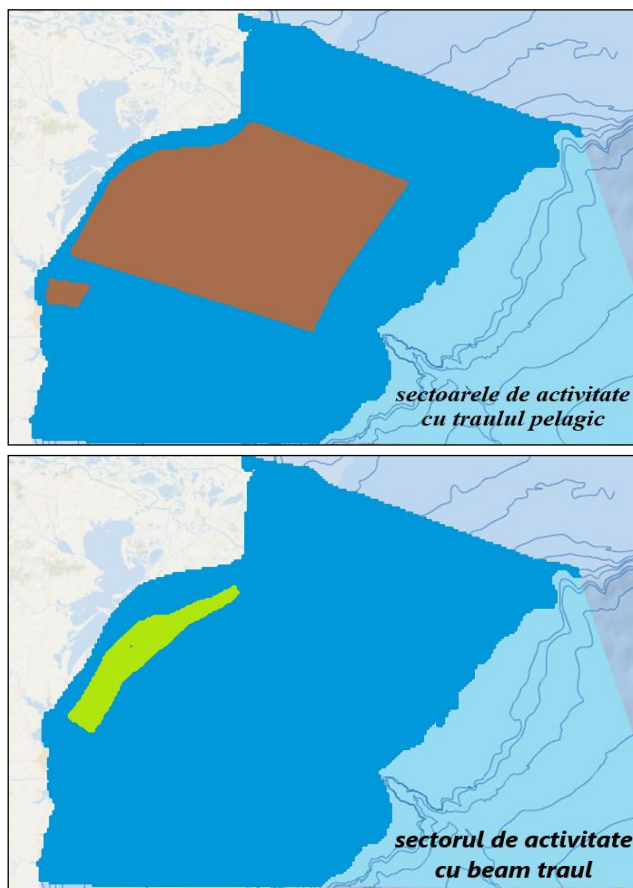 sectoarele de activitate
cu traulul pelagic
sectorul de activitate
cu beam traul